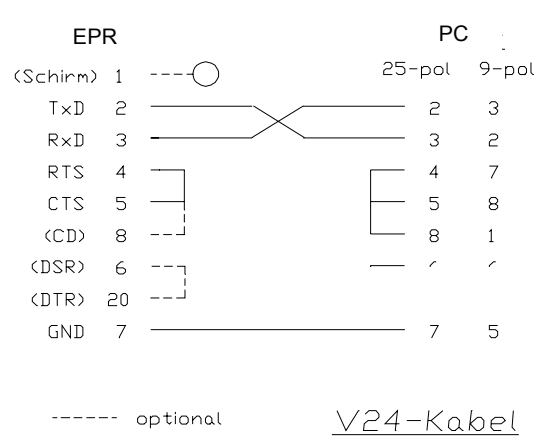 EPR PC
25-pol 9-pol
(Schirm) 1
TxD 2 2 3
RxD 3 3 2
RTS 4 4 7
CTS 5 5 8
(CD) 8 8 1
(DSR) 6
(DTR) 20
GND 7 7 5
------ optional
V24-Kabel